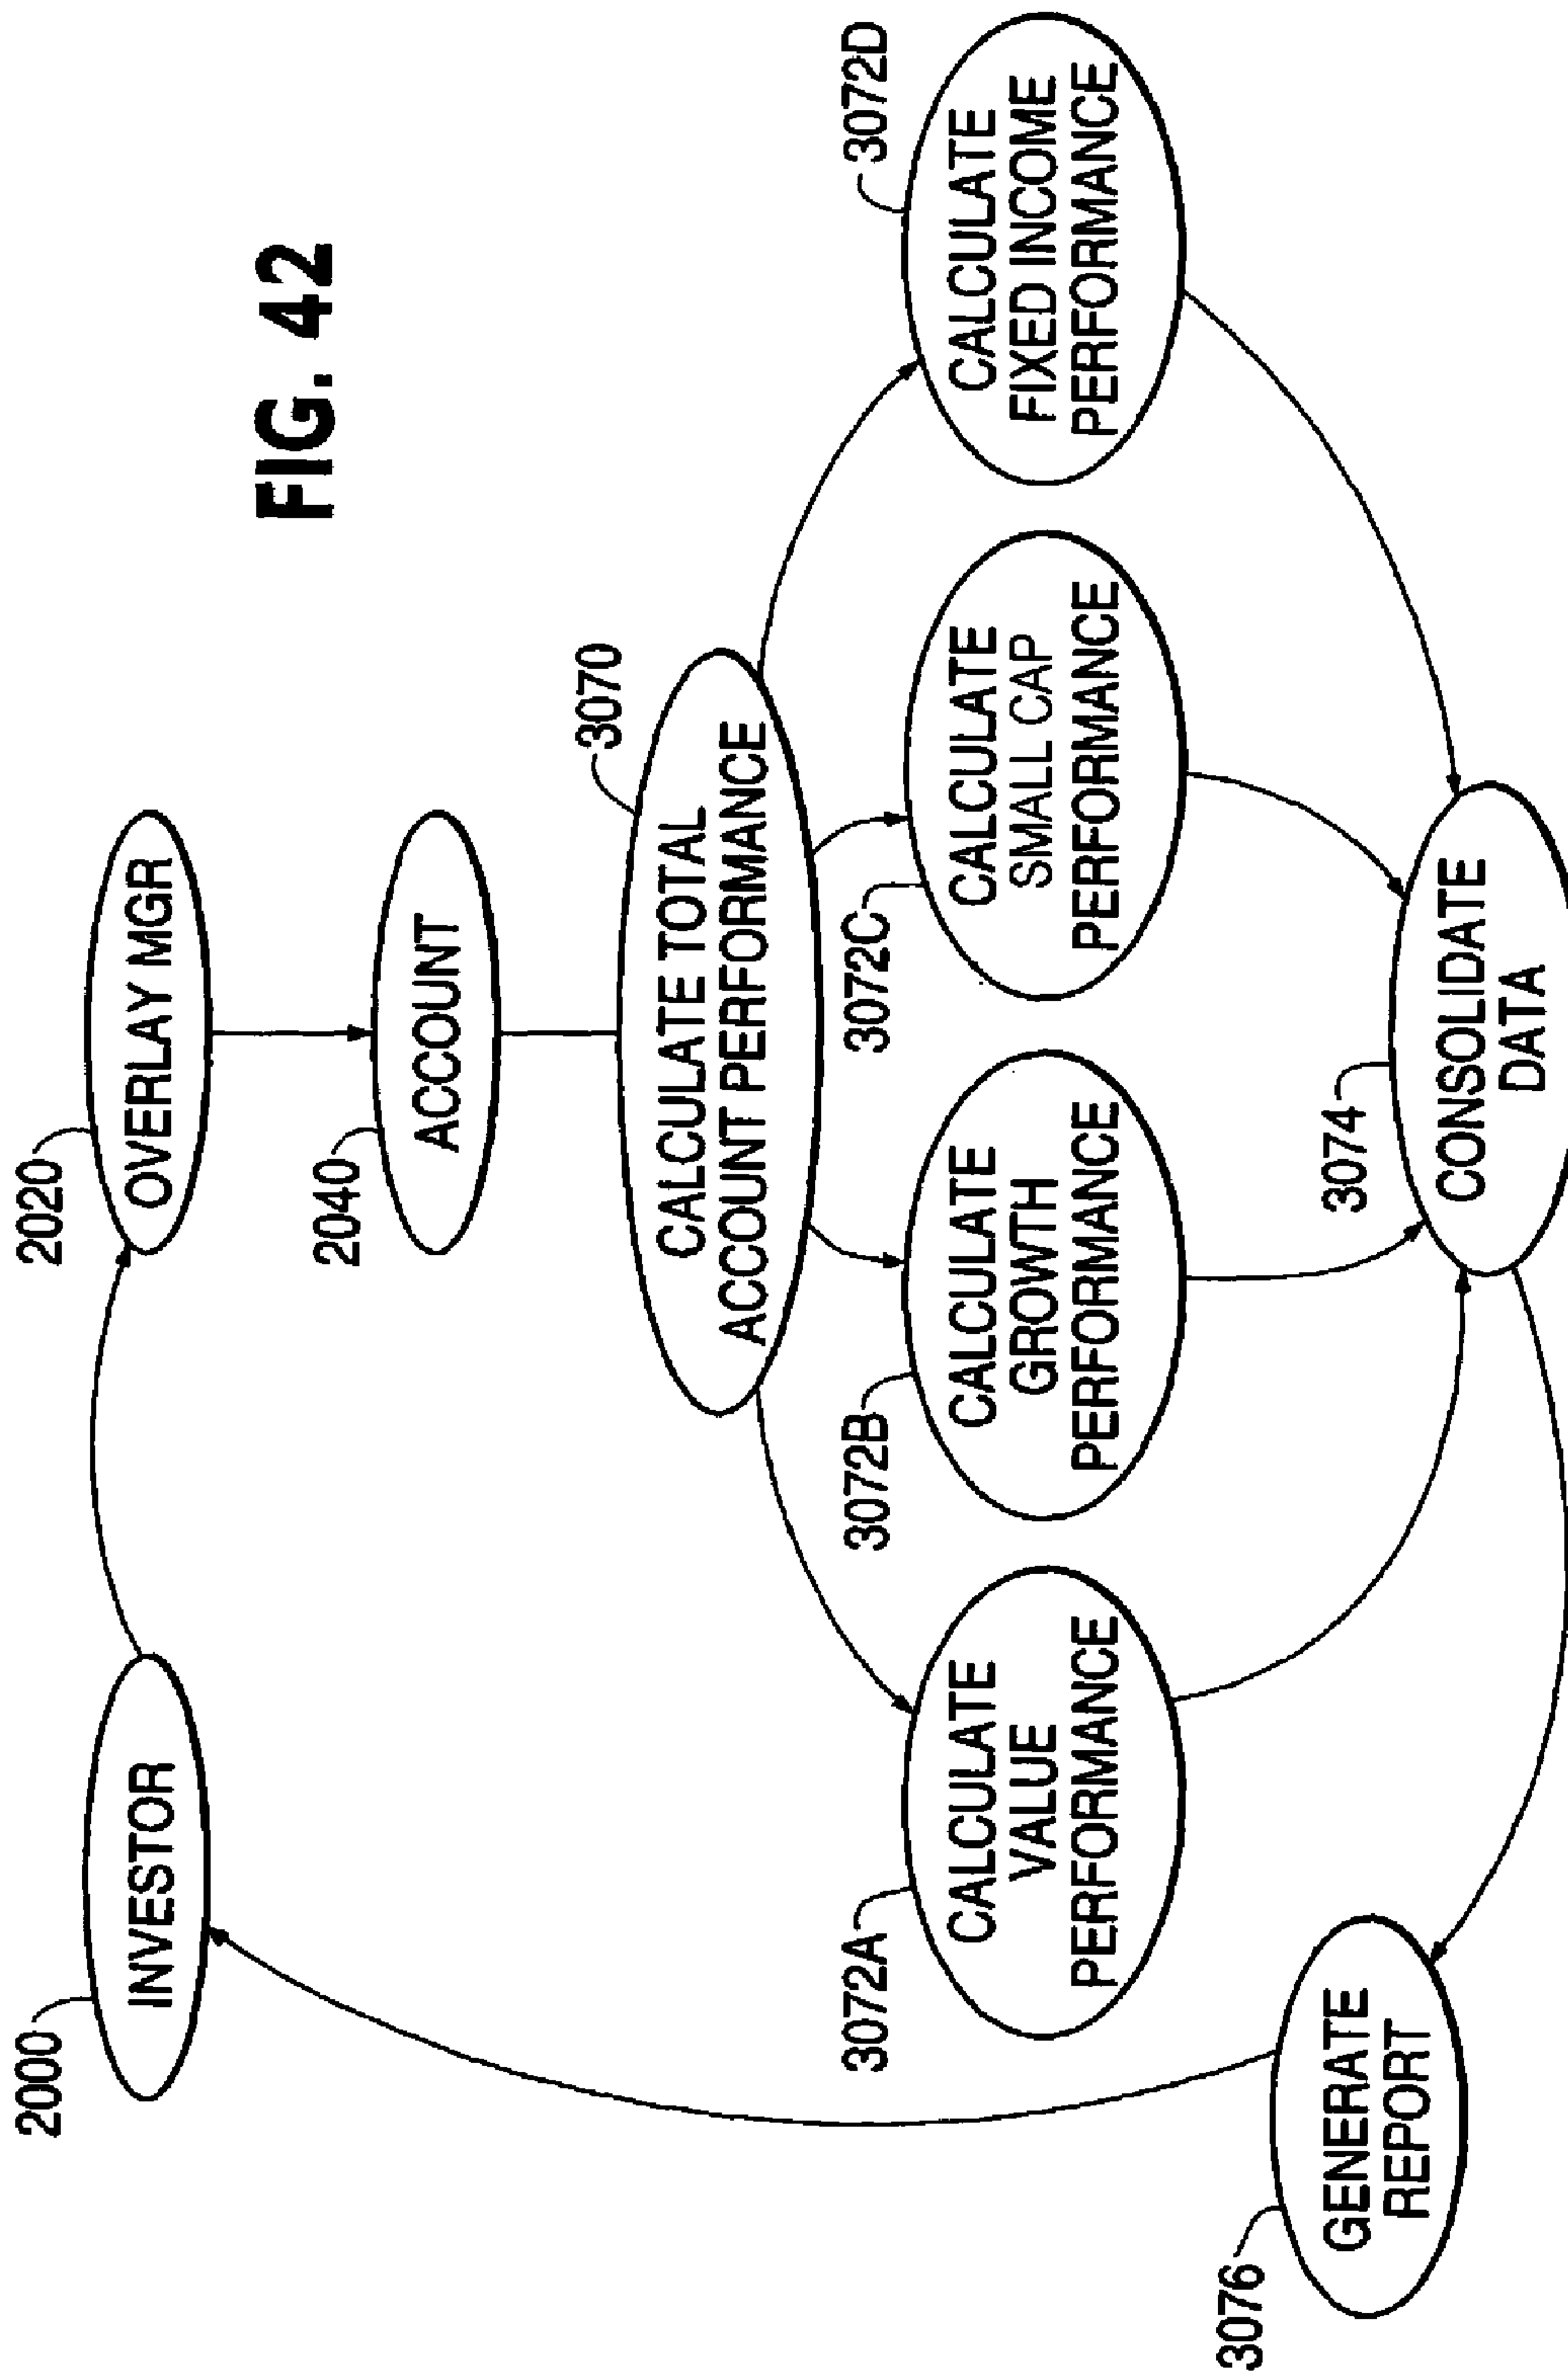 FIG. 42
2000
INVESTOR
2020
OVERLAY MGR
2040
ACCOUNT
3070
CALCULATE TOTAL
ACCOUNT PERFORMANCE
3072A
CALCULATE
VALUE
PERFORMANCE
3072B
CALCULATE
GROWTH
PERFORMANCE
3072C
CALCULATE
SMALL CAP
PERFORMANCE
3072D
CALCULATE
FIXED INCOME
PERFORMANCE
3074
CONSOLIDATE
DATA
3076
GENERATE
REPORT